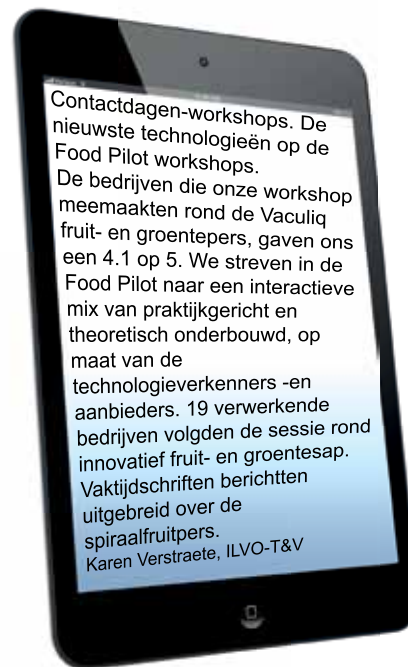 Contactdagen-workshops. De
nieuwste technologieën op de
Food Pilot workshops.
De bedrijven die onze workshop
meemaakten rond de Vaculiq
fruit- en groentepers, gaven ons
een 4.1 op 5. We streven in de
Food Pilot naar een interactieve
mix van praktijkgericht en
theoretisch onderbouwd, op
maat van de
technologieverkenners -en
aanbieders. 19 verwerkende
bedrijven volgden de sessie rond
innovatief fruit- en groentesap.
Vaktijdschriften berichtten
uitgebreid over de
spiraalfruitpers.
Karen Verstraete, ILVO-T&V